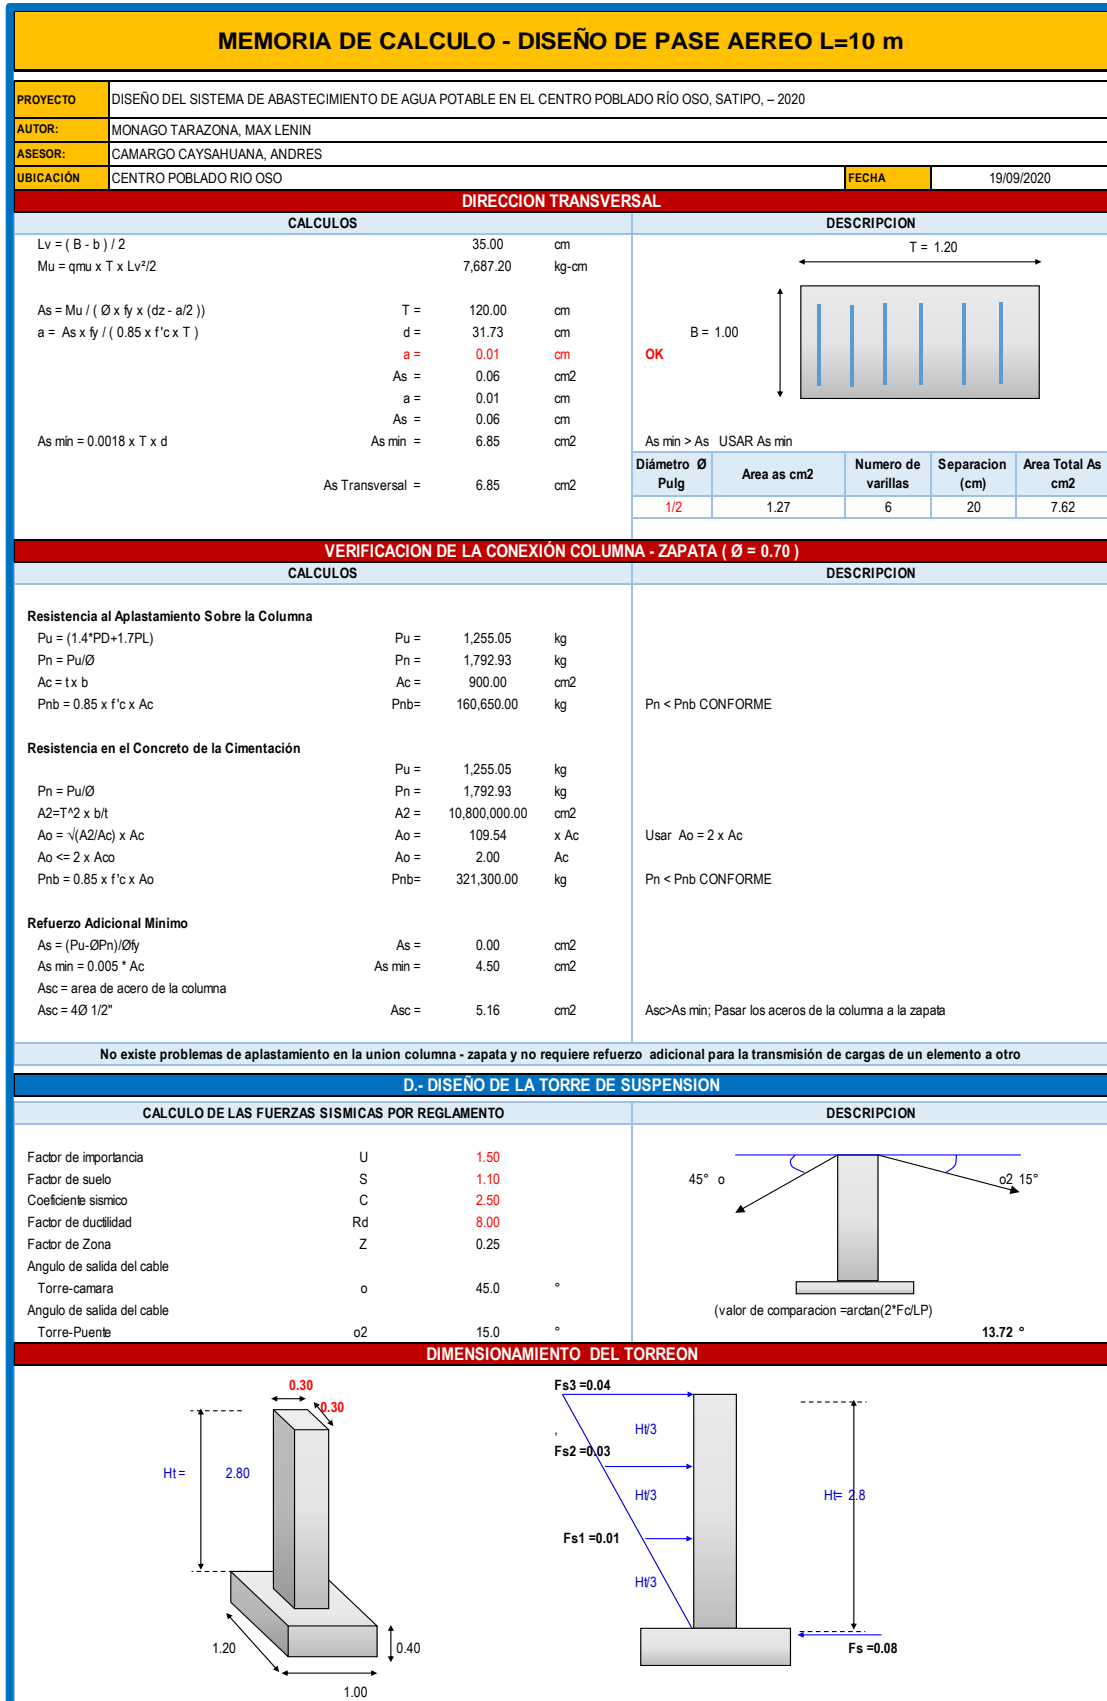 MEMORIA DE CALCULO - DISEÑO DE PASE AEREO L=10 m
PROYECTO DISEÑO DEL SISTEMA DE ABASTECIMIENTO DE AGUA POTABLE EN EL CENTRO POBLADO RÍO OSO, SATIPO, – 2020
AUTOR: MONAGO TARAZONA, MAX LENIN
ASESOR: CAMARGO CAYSAHUANA, ANDRES
UBICACIÓN CENTRO POBLADO RIO OSO FECHA 19/09/2020
DIRECCION TRANSVERSAL
CALCULOS DESCRIPCION
Lv = ( B - b ) / 2 35.00 cm
T = 1.20
Mu = qmu x T x Lv²/2 7,687.20 kg-cm
As = Mu / ( Ø x fy x (dz - a/2 )) T = 120.00 cm
a = As x fy / ( 0.85 x f'c x T ) d = 31.73 cm B = 1.00
a = 0.01 cm OK
As = 0.06 cm2
a = 0.01 cm
As = 0.06 cm
As mín = 0.0018 x T x d As min = 6.85 cm2 As min > As USAR As min
Diámetro Ø Pulg Area as cm2 Numero de varillas Separacion (cm) Area Total As cm2
As Transversal = 6.85 cm2
1/2 1.27 6 20 7.62
VERIFICACION DE LA CONEXIÓN COLUMNA - ZAPATA ( Ø = 0.70 )
CALCULOS DESCRIPCION
Resistencia al Aplastamiento Sobre la Columna
Pu = (1.4*PD+1.7PL) Pu = 1,255.05 kg
Pn = Pu/Ø Pn = 1,792.93 kg
Ac = t x b Ac = 900.00 cm2
Pnb = 0.85 x f'c x Ac Pnb= 160,650.00 kg Pn < Pnb CONFORME
Resistencia en el Concreto de la Cimentación
Pu = 1,255.05 kg
Pn = Pu/Ø Pn = 1,792.93 kg
A2=T^2 x b/t A2 = 10,800,000.00 cm2
Ao = √(A2/Ac) x Ac Ao = 109.54 x Ac Usar Ao = 2 x Ac
Ao <= 2 x Aco Ao = 2.00 Ac
Pnb = 0.85 x f'c x Ao Pnb= 321,300.00 kg Pn < Pnb CONFORME
Refuerzo Adicional Minimo
As = (Pu-ØPn)/Øfy As = 0.00 cm2
As min = 0.005 * Ac As min = 4.50 cm2
Asc = area de acero de la columna
Asc = 4Ø 1/2" Asc = 5.16 cm2 Asc>As min; Pasar los aceros de la columna a la zapata
No existe problemas de aplastamiento en la union columna - zapata y no requiere refuerzo adicional para la transmisión de cargas de un elemento a otro
D.- DISEÑO DE LA TORRE DE SUSPENSION
CALCULO DE LAS FUERZAS SISMICAS POR REGLAMENTO DESCRIPCION
Factor de importancia U 1.50
Factor de suelo S 1.10 45° o o2 15°
Coeficiente sismico C 2.50
Factor de ductilidad Rd 8.00
Factor de Zona Z 0.25
Angulo de salida del cable
Torre-camara o 45.0 °
Angulo de salida del cable (valor de comparacion =arctan(2*Fc/LP)
Torre-Puente o2 15.0 ° 13.72 °
DIMENSIONAMIENTO DEL TORREON
0.30 Fs3 =0.04
0.30
, Ht/3
Fs2 =0.03
Ht = 2.80 Ht/3 Ht= 2.8
Fs1 =0.01
Ht/3
1.20 0.40 Fs =0.08
1.00